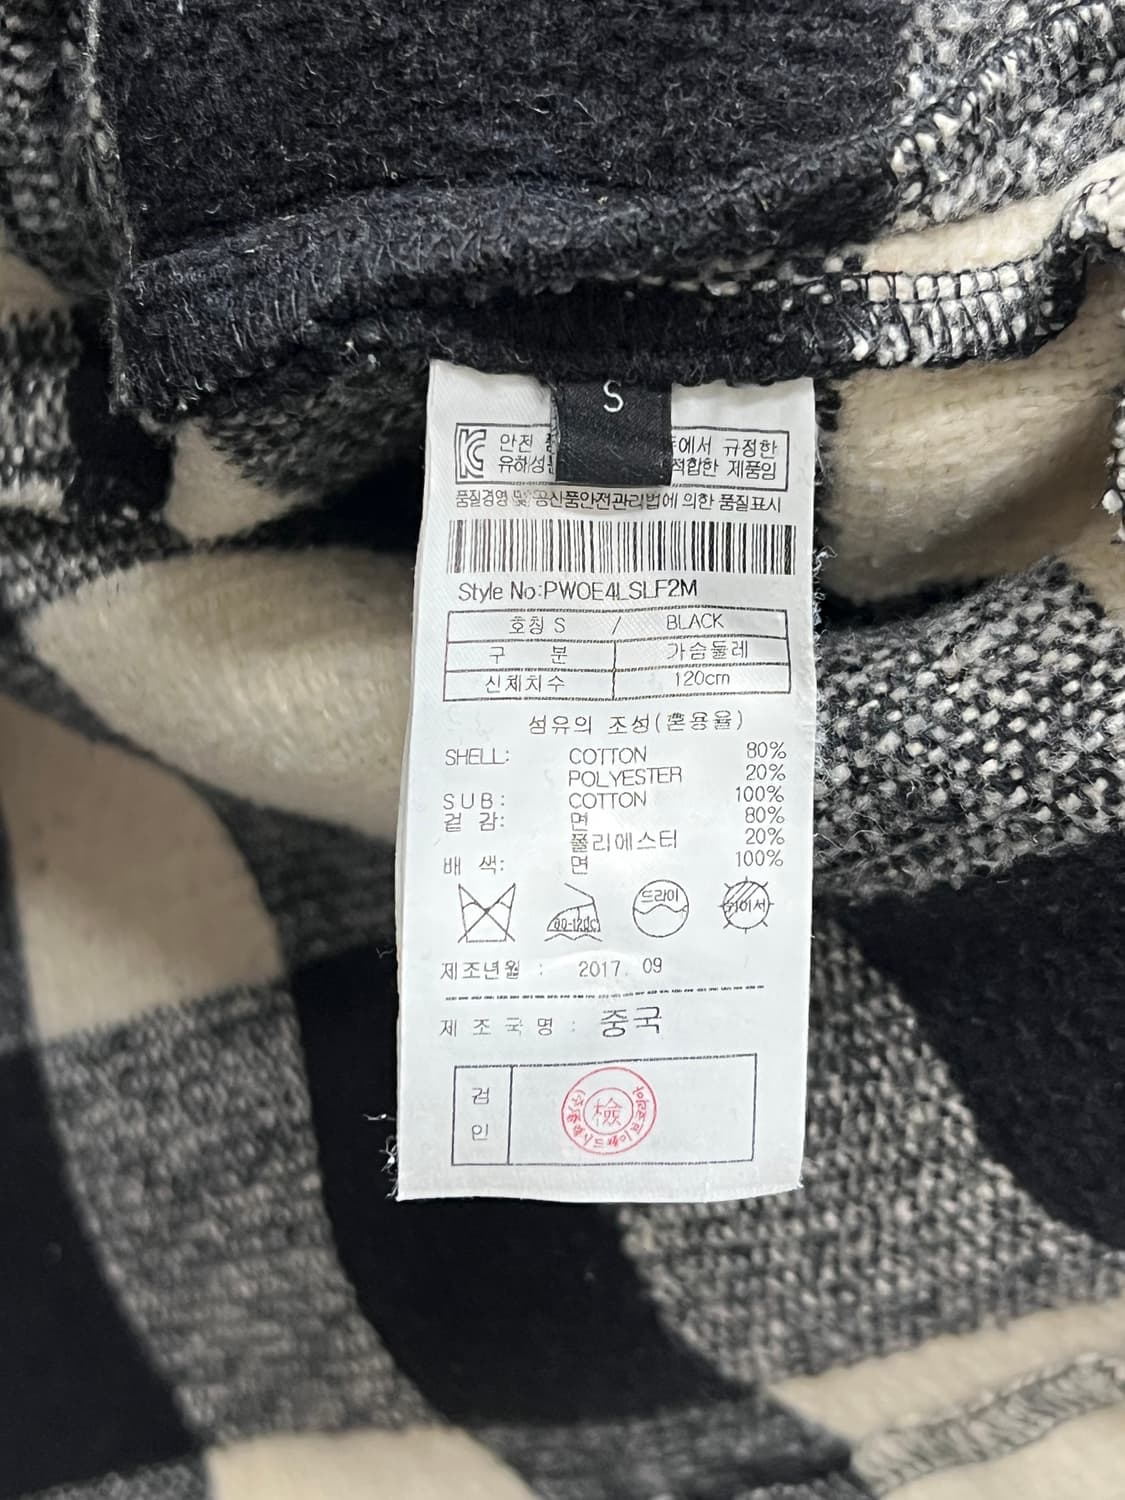 S
안전 품 에서 규정한
유해성 적합한 제품임
품질경영 및 공산품안전관리법에 의한 품질표시
Style No:PWOE4LSLF2M
호칭 S / BLACK
구 분 가슴둘레
신체치수 120cm
섬유의 조성(혼용율)
SHELL: COTTON 80%
POLYESTER 20%
SUB: COTTON 100%
겉 감: 면 80%
폴리에스터 20%
배 색: 면 100%
드라이
제조년월 : 2017. 09
제 조 국 명 : 중국
검
인
檢